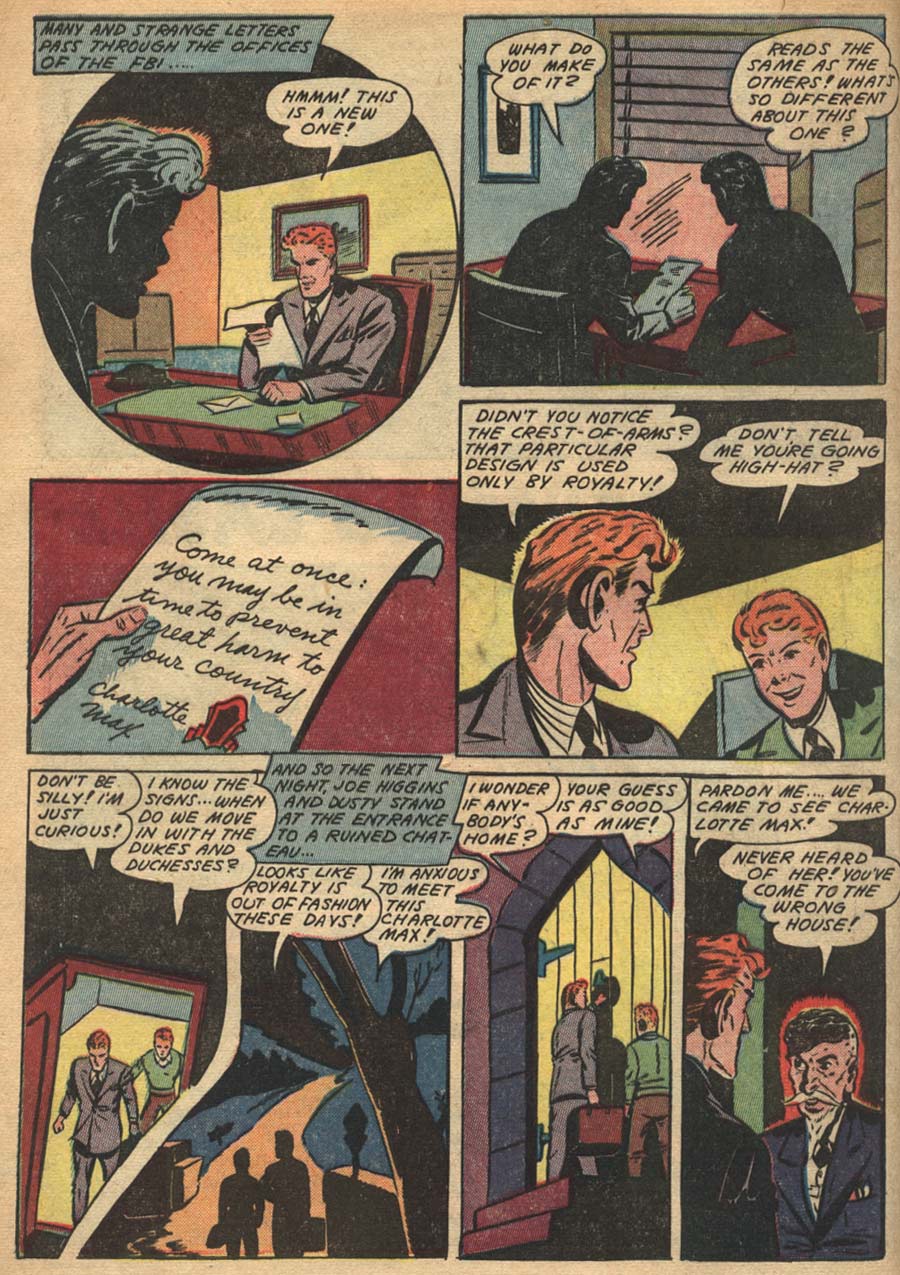 MANY AND STRANGE LETTERS
PASS THROUGH THE OFFICES
OF THE FBI.....
HMMM! THIS
IS A NEW
ONE!
WHAT DO
YOU MAKE
OF IT?
READS THE
SAME AS THE
OTHERS! WHAT'S
SO DIFFERENT
ABOUT THIS
ONE?
Come at once:
you may be in
time to prevent
great harm to
your country
Charlotte
Max
DIDN'T YOU NOTICE
THE CREST-OF-ARMS?
THAT PARTICULAR
DESIGN IS USED
ONLY BY ROYALTY!
DON'T TELL
ME YOU'RE GOING
HIGH-HAT?
DON'T BE
SILLY! I'M
JUST
CURIOUS!
I KNOW THE
SIGNS...WHEN
DO WE MOVE
IN WITH THE
DUKES AND
DUCHESSES?
AND SO THE NEXT
NIGHT, JOE HIGGINS
AND DUSTY STAND
AT THE ENTRANCE
TO A RUINED CHAT-
EAU...
LOOKS LIKE
ROYALTY IS
OUT OF FASHION
THESE DAYS!
I'M ANXIOUS
TO MEET
THIS
CHARLOTTE
MAX!
I WONDER
IF ANY-
BODY'S
HOME?
YOUR GUESS
IS AS GOOD
AS MINE!
PARDON ME.... WE
CAME TO SEE CHAR-
LOTTE MAX!
NEVER HEARD
OF HER! YOU'VE
COME TO THE
WRONG
HOUSE!